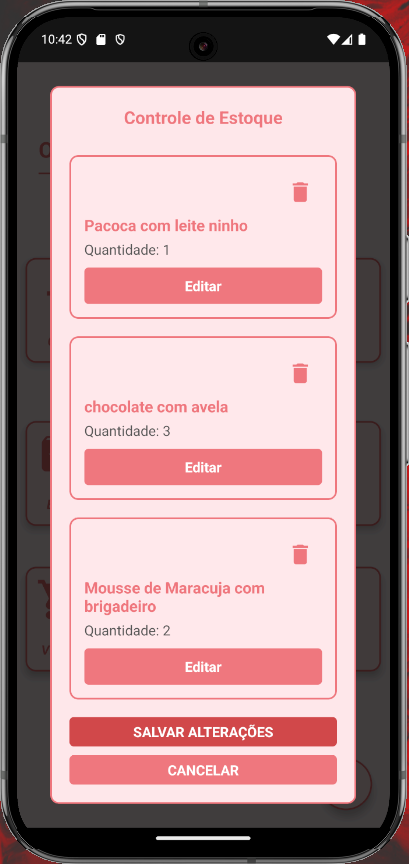 10:42
Controle de Estoque
Pacoca com leite ninho
Quantidade: 1
Editar
chocolate com avela
Quantidade: 3
Editar
Mousse de Maracuja com
brigadeiro
Quantidade: 2
Editar
SALVAR ALTERAÇÕES
CANCELAR